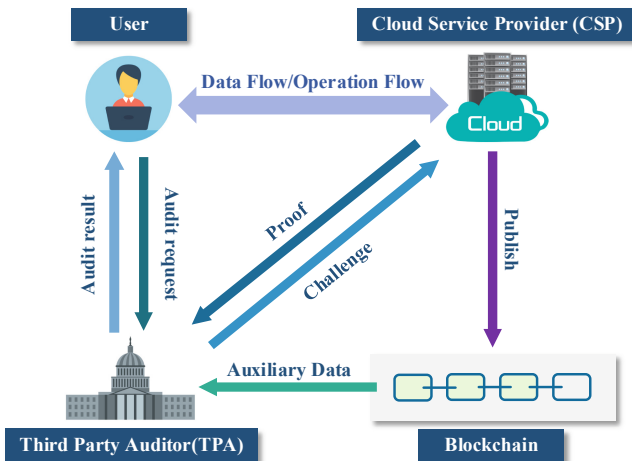 User
Cloud Service Provider (CSP)
Data Flow/Operation Flow
Cloud
Audit result
Audit request
Proof
Challenge
Publish
Auxiliary Data
Third Party Auditor(TPA)
Blockchain